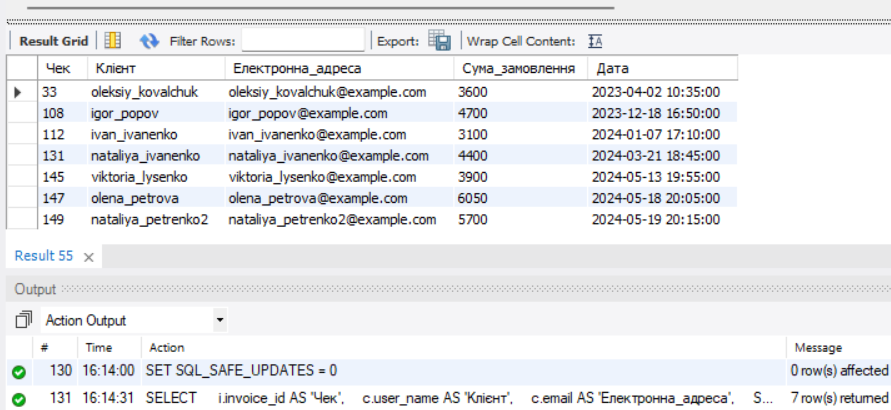 Result Grid Filter Rows: Export: Wrap Cell Content: IA
Чек Клієнт Електронна_адреса Сума_замовлення Дата
33 oleksiy_kovalchuk oleksiy_kovalchuk@example.com 3600 2023-04-02 10:35:00
108 igor_popov igor_popov@example.com 4700 2023-12-18 16:50:00
112 ivan_ivanenko ivan_ivanenko@example.com 3100 2024-01-07 17:10:00
131 nataliya_ivanenko nataliya_ivanenko@example.com 4400 2024-03-21 18:45:00
145 viktoria_lysenko viktoria_lysenko@example.com 3900 2024-05-13 19:55:00
147 olena_petrova olena_petrova@example.com 6050 2024-05-18 20:05:00
149 nataliya_petrenko2 nataliya_petrenko2@example.com 5700 2024-05-19 20:15:00
Result 55 ×
Output
Action Output
# Time Action Message
130 16:14:00 SET SQL_SAFE_UPDATES = 0 0 row(s) affected
131 16:14:31 SELECT i.invoice_id AS 'Чек', c.user_name AS 'Клієнт', c.email AS 'Електронна_адреса', S... 7 row(s) returned